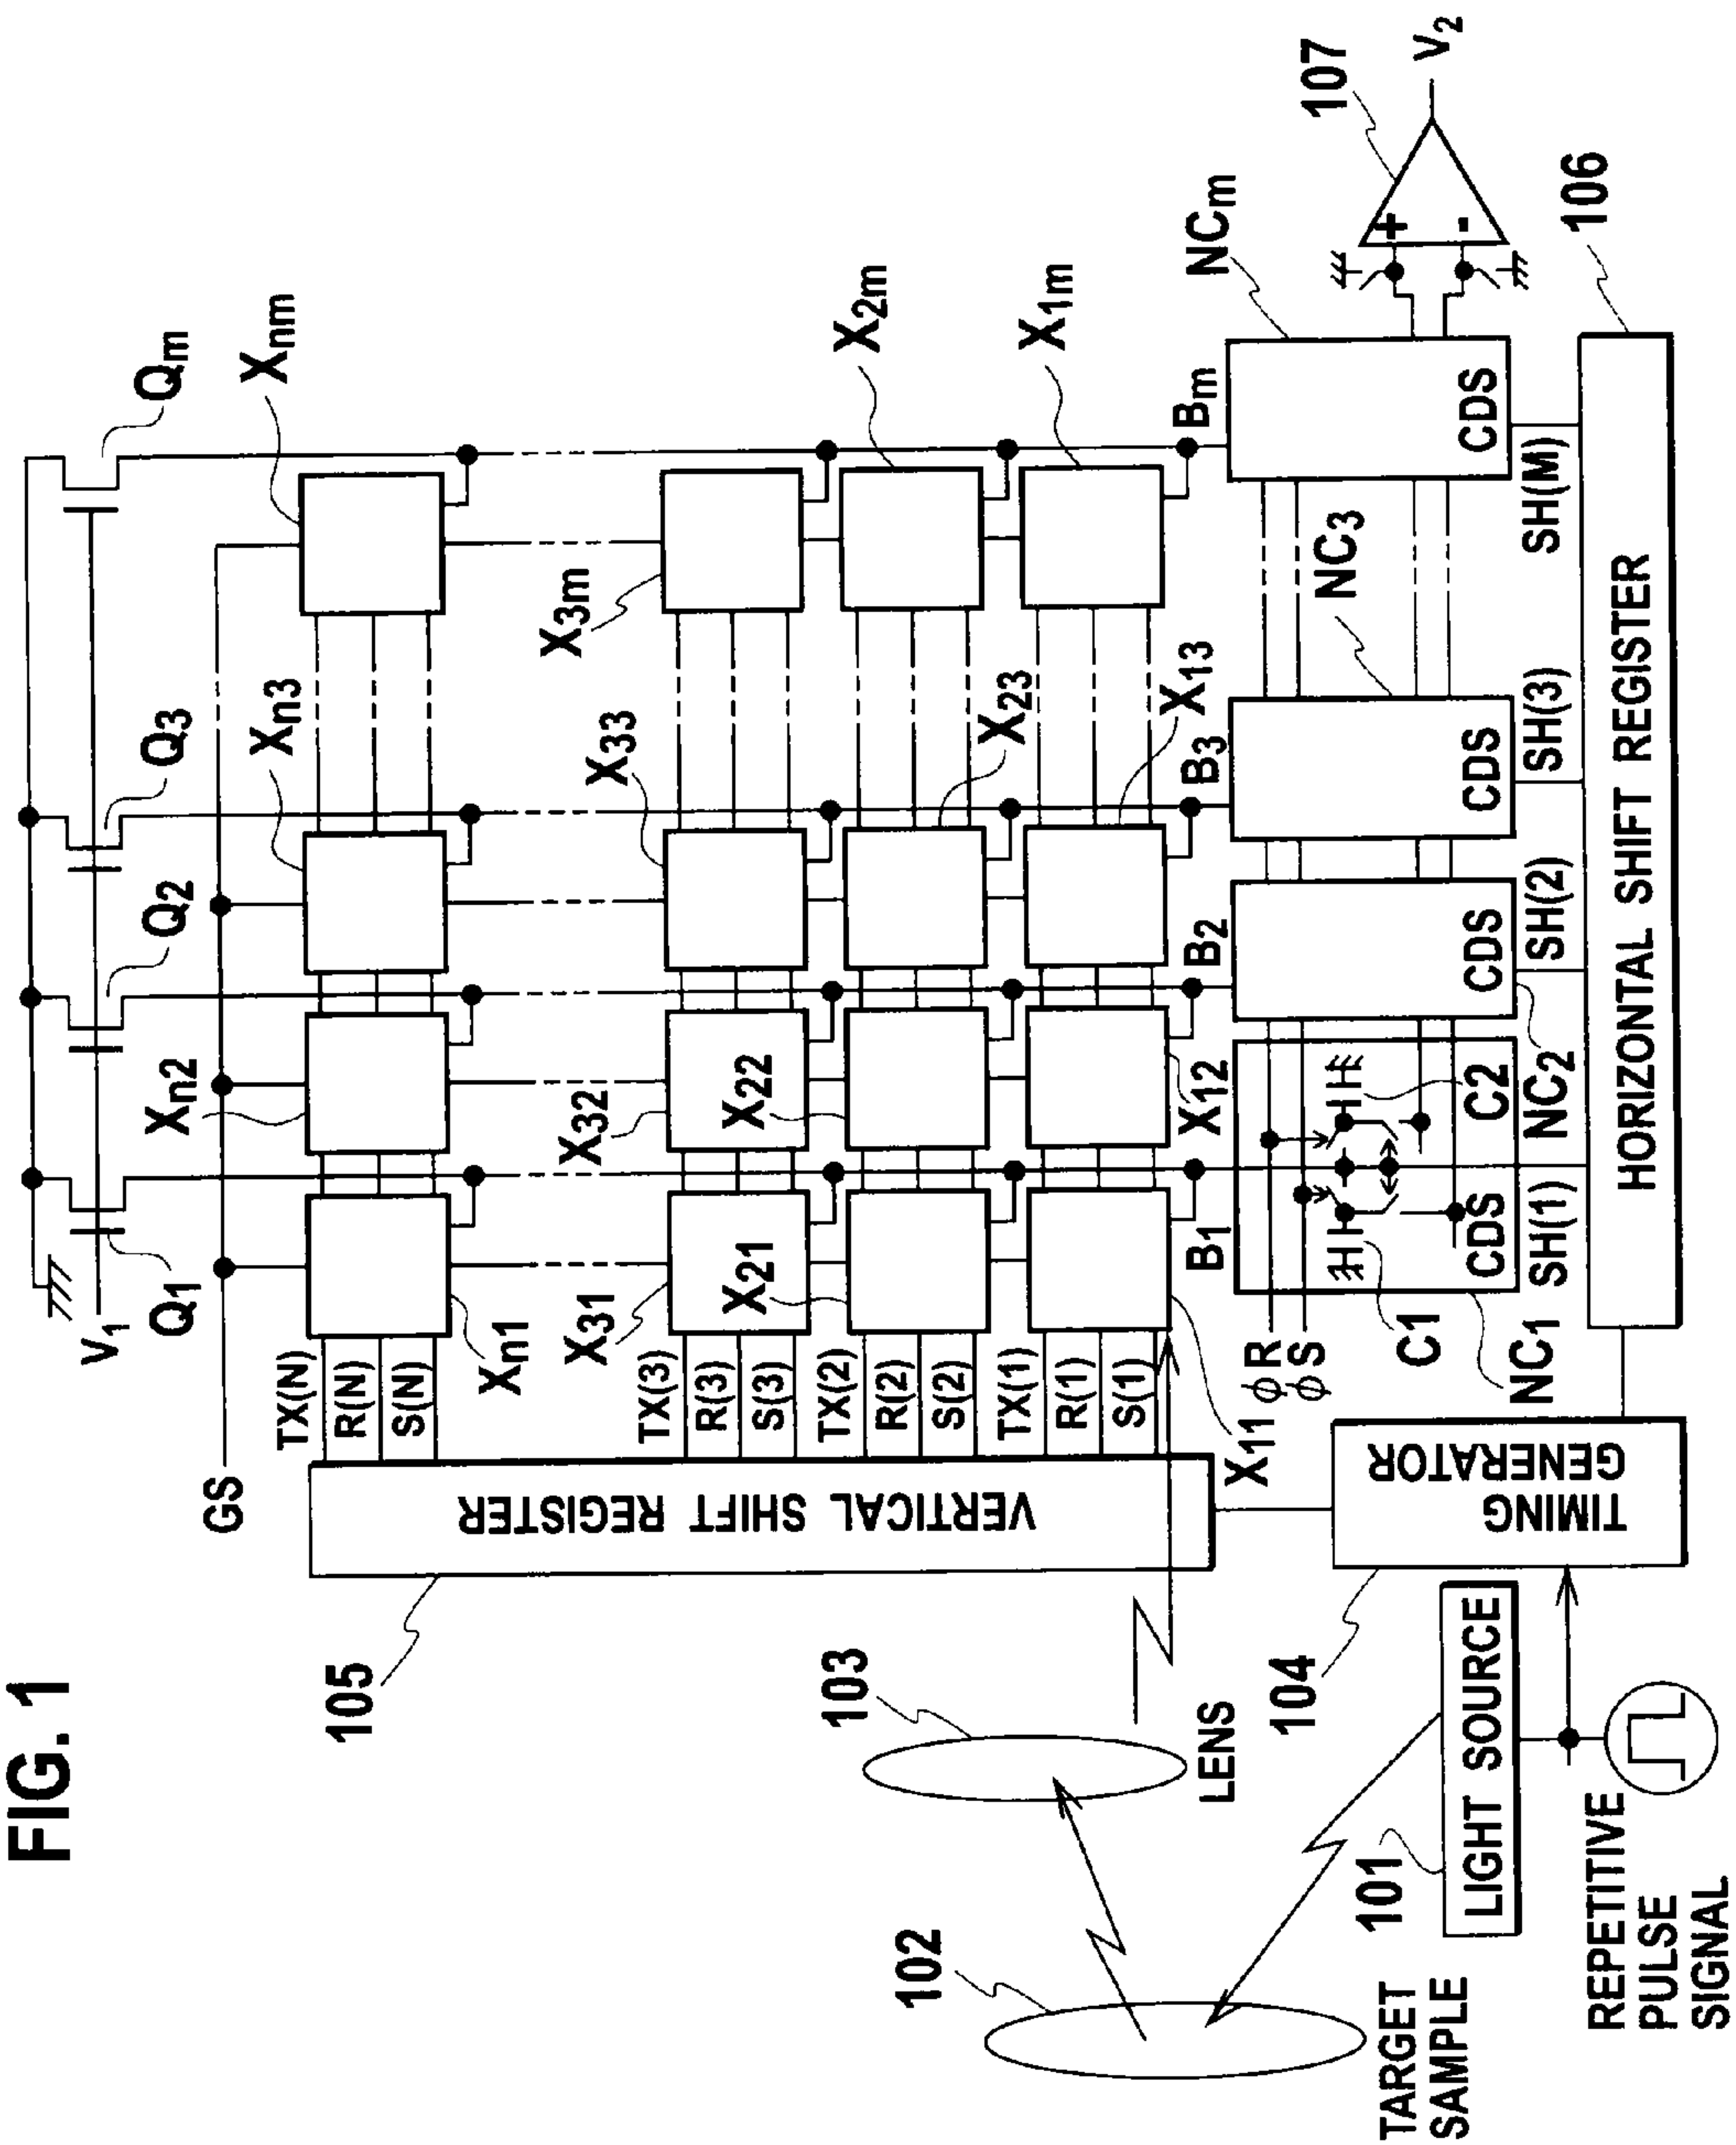 FIG. 1
V1
Q1
Q2
Q3
Qm
GS
TX(N)
R(N)
S(N)
Xn1
Xn2
Xn3
Xnm
105
VERTICAL SHIFT REGISTER
TX(3)
R(3)
S(3)
X31
X32
X33
X3m
TX(2)
R(2)
S(2)
X21
X22
X23
X2m
TX(1)
R(1)
S(1)
X11
X12
X13
X1m
B1
B2
B3
Bm
103
LENS
102
TARGET
SAMPLE
101
LIGHT SOURCE
REPETITIVE
PULSE
SIGNAL
104
TIMING
GENERATOR
ϕR
ϕS
C1
C2
CDS
CDS
CDS
CDS
NC1
NC2
NC3
NCm
SH(1)
SH(2)
SH(3)
SH(M)
HORIZONTAL SHIFT REGISTER
106
107
+
-
V2